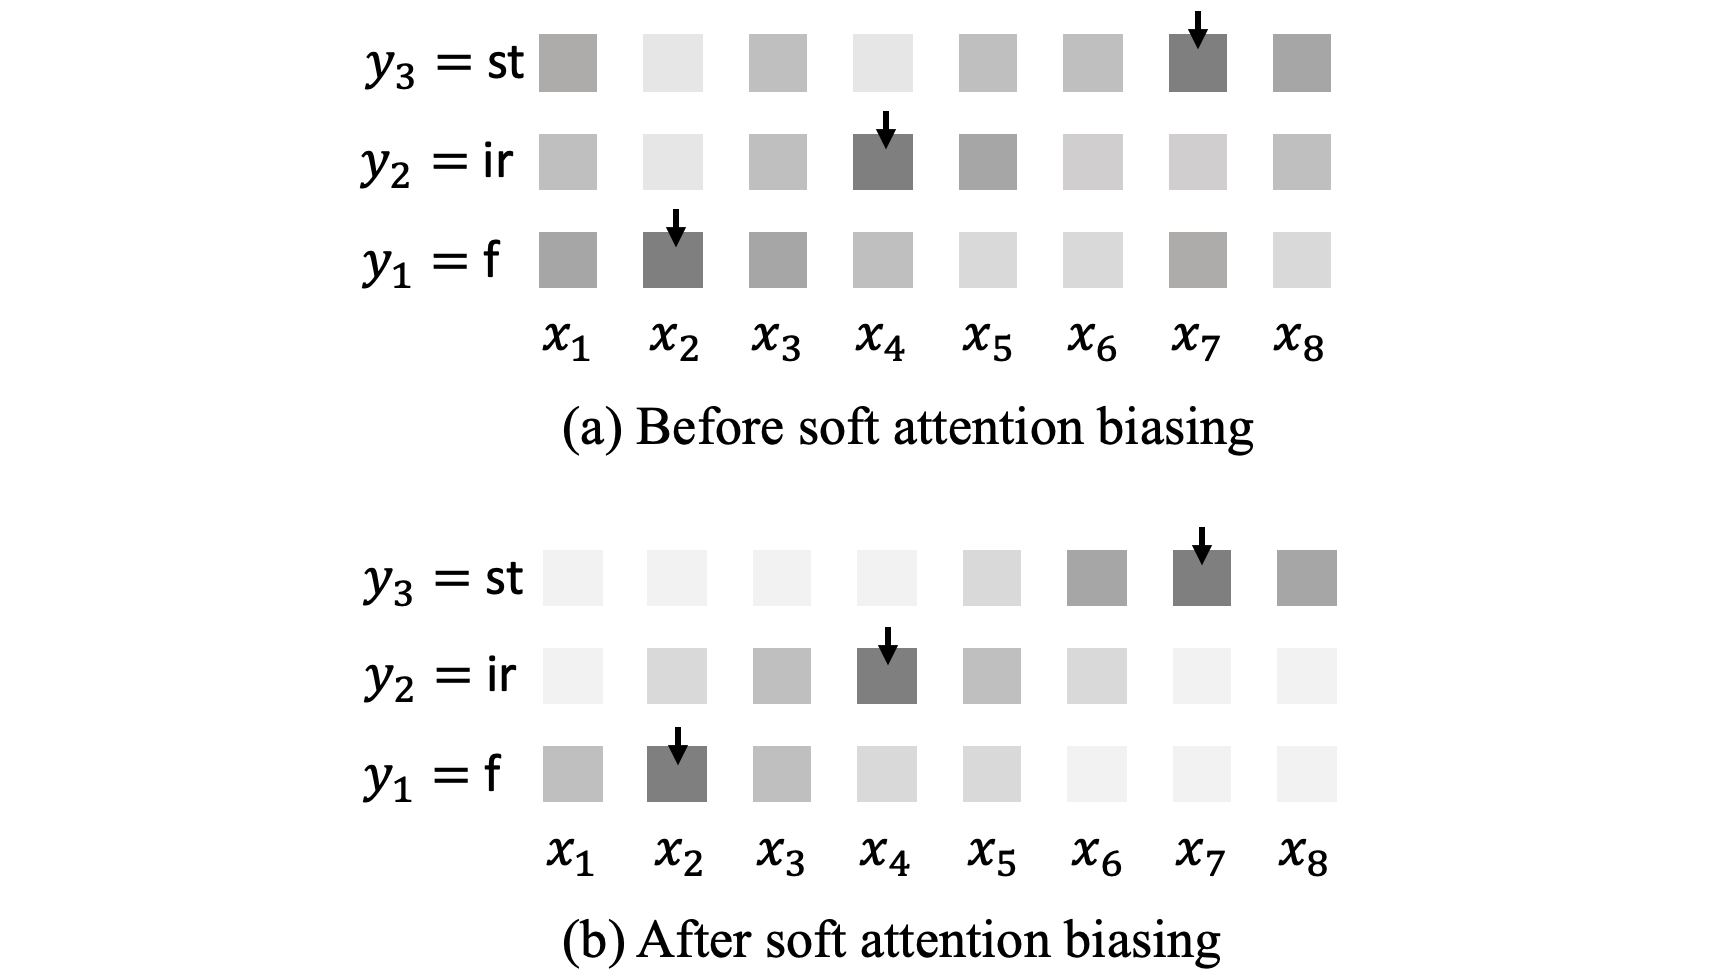 y₃ = st
y₂ = ir
y₁ = f
x₁ x₂ x₃ x₄ x₅ x₆ x₇ x₈
(a) Before soft attention biasing
y₃ = st
y₂ = ir
y₁ = f
x₁ x₂ x₃ x₄ x₅ x₆ x₇ x₈
(b) After soft attention biasing